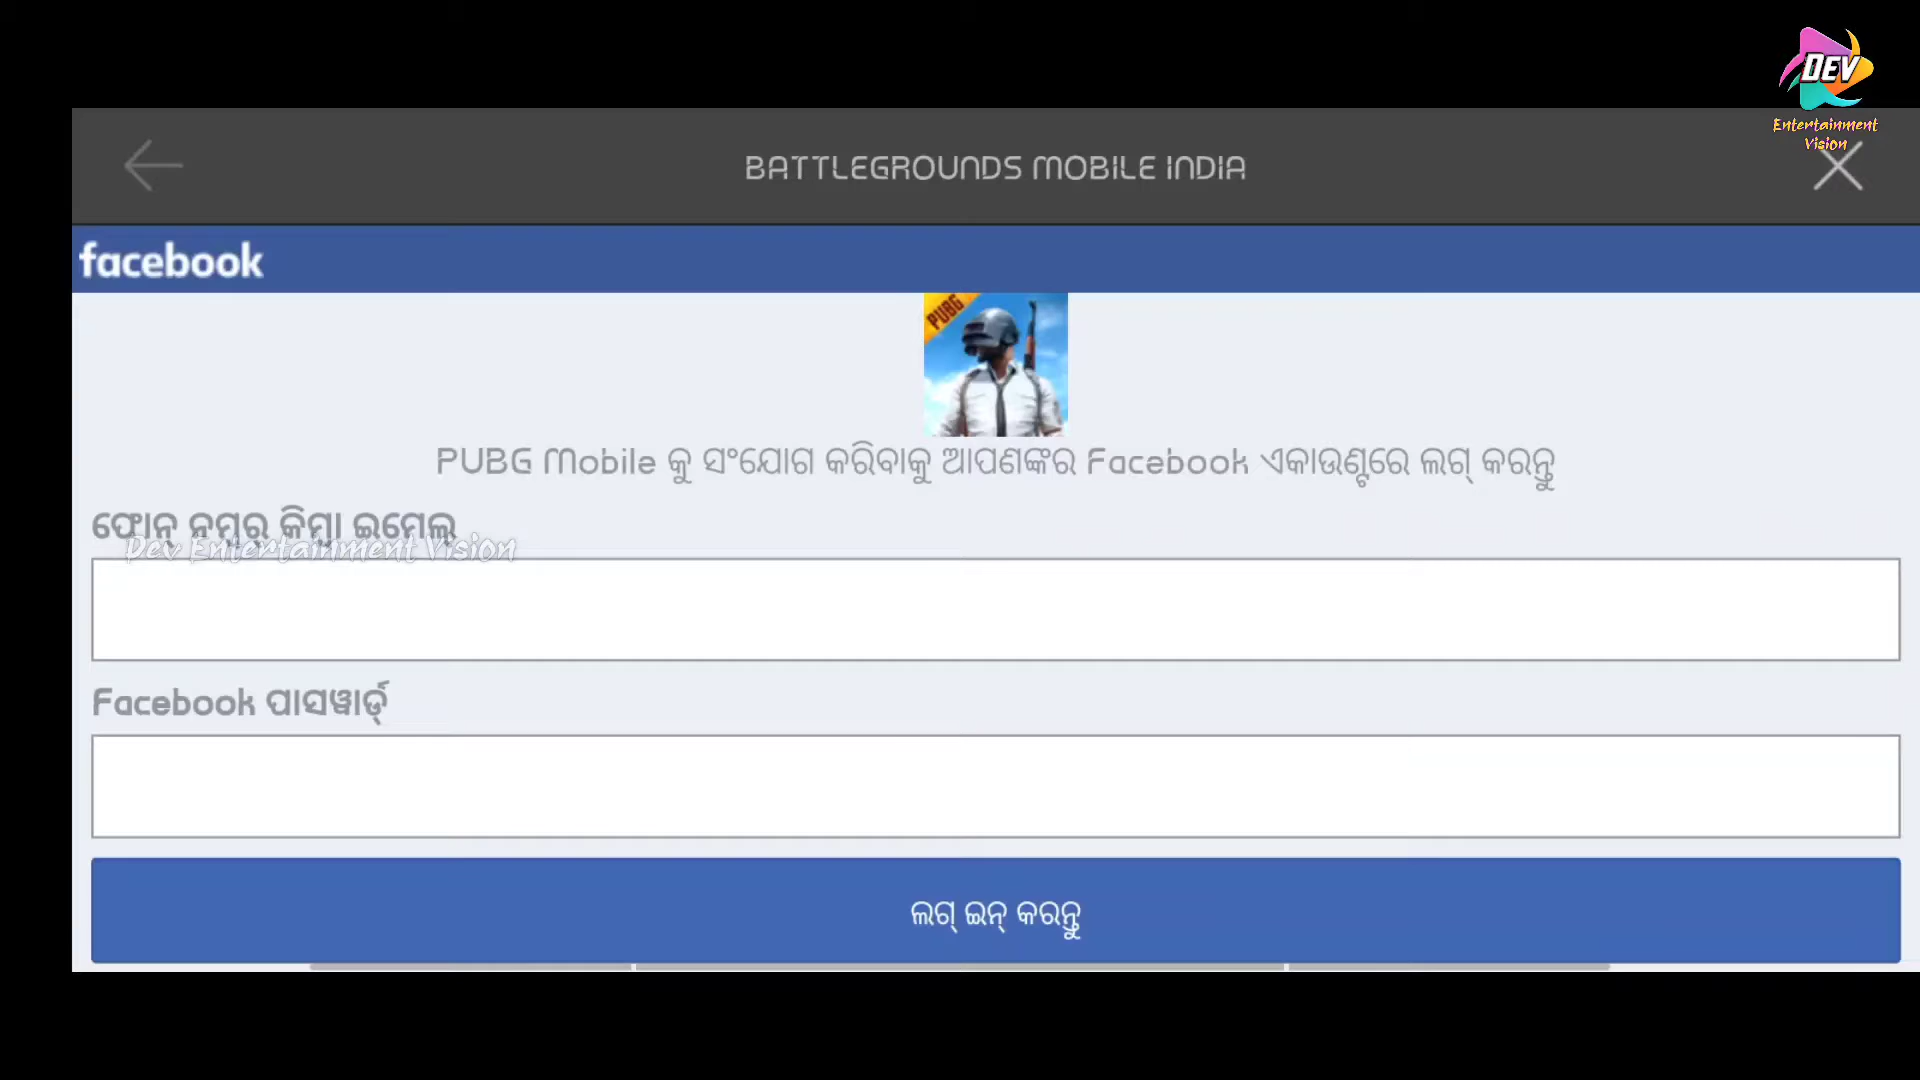 DEV
Entertainment
Vision
BATTLEGROUNDS MOBILE INDIA
facebook
PUBG
PUBG Mobile କୁ ସଂଯୋଗ କରିବାକୁ ଆପଣଙ୍କର Facebook ଏକାଉଣ୍ଟରେ ଲଗ୍ କରନ୍ତୁ
ଫୋନ୍ ନମ୍ବର୍ କିମ୍ବା ଇମେଲ୍
Dev Entertainment Vision
Facebook ପାସୱାର୍ଡ୍
ଲଗ୍ ଇନ୍ କରନ୍ତୁ